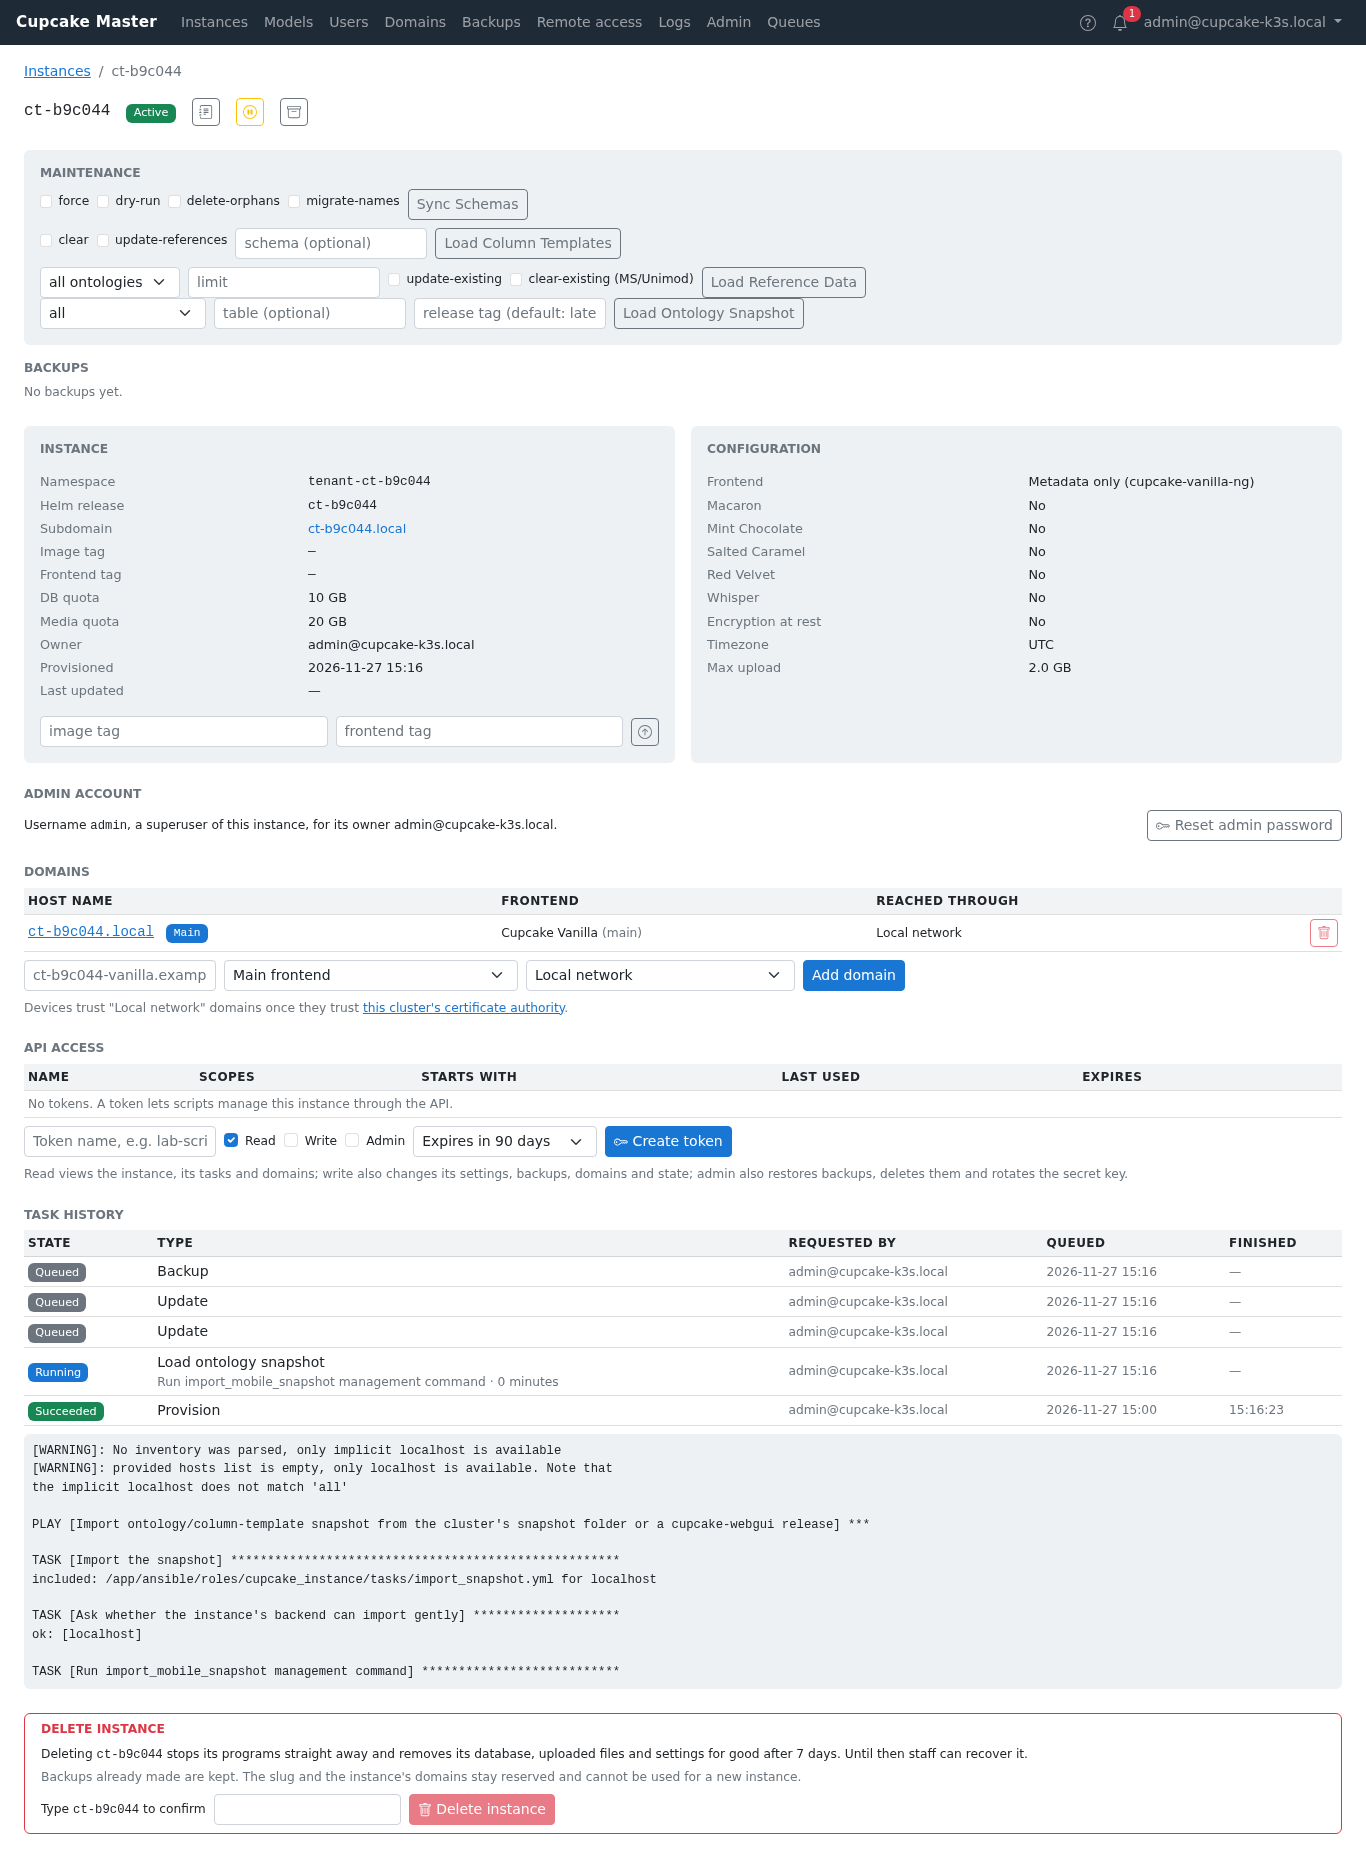 Cupcake Master Instances Models Users Domains Backups Remote access Logs Admin Queues 1 admin@cupcake-k3s.local
Instances / ct-b9c044
ct-b9c044 Active
MAINTENANCE
force dry-run delete-orphans migrate-names Sync Schemas
clear update-references schema (optional) Load Column Templates
all ontologies limit update-existing clear-existing (MS/Unimod) Load Reference Data
all table (optional) release tag (default: late Load Ontology Snapshot
BACKUPS
No backups yet.
INSTANCE
Namespace tenant-ct-b9c044
Helm release ct-b9c044
Subdomain ct-b9c044.local
Image tag —
Frontend tag —
DB quota 10 GB
Media quota 20 GB
Owner admin@cupcake-k3s.local
Provisioned 2026-11-27 15:16
Last updated —
image tag frontend tag
CONFIGURATION
Frontend Metadata only (cupcake-vanilla-ng)
Macaron No
Mint Chocolate No
Salted Caramel No
Red Velvet No
Whisper No
Encryption at rest No
Timezone UTC
Max upload 2.0 GB
ADMIN ACCOUNT
Username admin, a superuser of this instance, for its owner admin@cupcake-k3s.local. Reset admin password
DOMAINS
HOST NAME FRONTEND REACHED THROUGH
ct-b9c044.local Main Cupcake Vanilla (main) Local network
ct-b9c044-vanilla.examp Main frontend Local network Add domain
Devices trust "Local network" domains once they trust this cluster's certificate authority.
API ACCESS
NAME SCOPES STARTS WITH LAST USED EXPIRES
No tokens. A token lets scripts manage this instance through the API.
Token name, e.g. lab-scri Read Write Admin Expires in 90 days Create token
Read views the instance, its tasks and domains; write also changes its settings, backups, domains and state; admin also restores backups, deletes them and rotates the secret key.
TASK HISTORY
STATE TYPE REQUESTED BY QUEUED FINISHED
Queued Backup admin@cupcake-k3s.local 2026-11-27 15:16 —
Queued Update admin@cupcake-k3s.local 2026-11-27 15:16 —
Queued Update admin@cupcake-k3s.local 2026-11-27 15:16 —
Running Load ontology snapshot admin@cupcake-k3s.local 2026-11-27 15:16 —
Run import_mobile_snapshot management command · 0 minutes
Succeeded Provision admin@cupcake-k3s.local 2026-11-27 15:00 15:16:23
[WARNING]: No inventory was parsed, only implicit localhost is available
[WARNING]: provided hosts list is empty, only localhost is available. Note that
the implicit localhost does not match 'all'
PLAY [Import ontology/column-template snapshot from the cluster's snapshot folder or a cupcake-webgui release] ***
TASK [Import the snapshot] *****************************************************
included: /app/ansible/roles/cupcake_instance/tasks/import_snapshot.yml for localhost
TASK [Ask whether the instance's backend can import gently] ********************
ok: [localhost]
TASK [Run import_mobile_snapshot management command] ***************************
DELETE INSTANCE
Deleting ct-b9c044 stops its programs straight away and removes its database, uploaded files and settings for good after 7 days. Until then staff can recover it.
Backups already made are kept. The slug and the instance's domains stay reserved and cannot be used for a new instance.
Type ct-b9c044 to confirm Delete instance